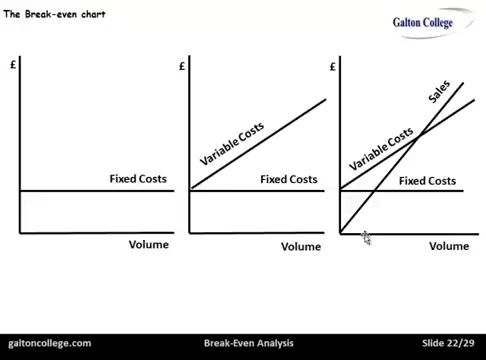 The Break-even chart
Galton College
£
Fixed Costs
Volume
£
Variable Costs
Fixed Costs
Volume
£
Sales
Variable Costs
Fixed Costs
Volume
galtoncollege.com
Break-Even Analysis
Slide 22/29